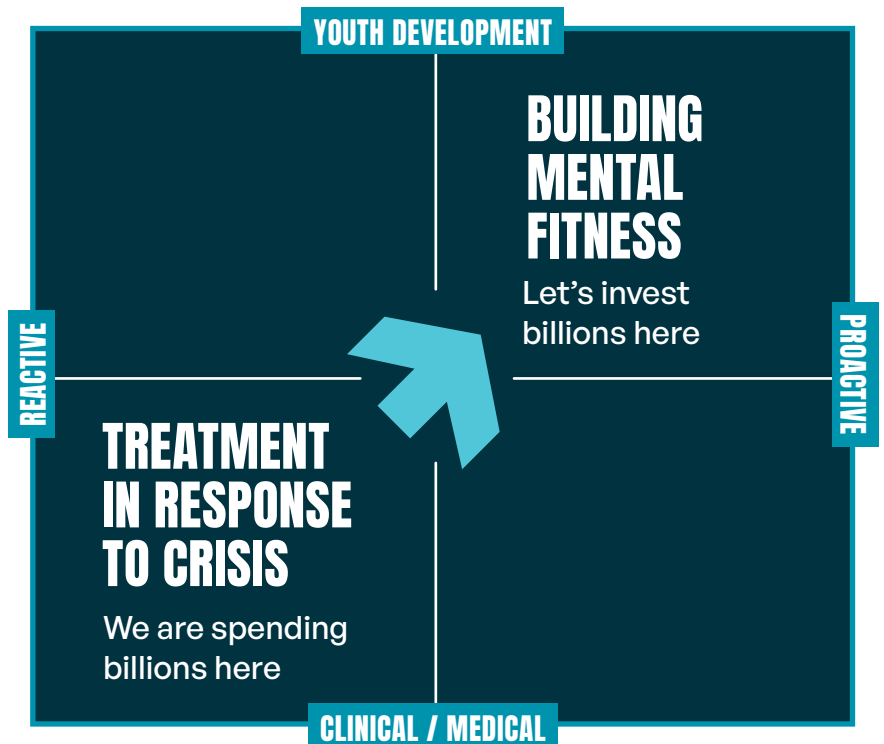 YOUTH DEVELOPMENT
BUILDING
MENTAL
FITNESS
Let’s invest
billions here
REACTIVE
PROACTIVE
TREATMENT
IN RESPONSE
TO CRISIS
We are spending
billions here
CLINICAL / MEDICAL